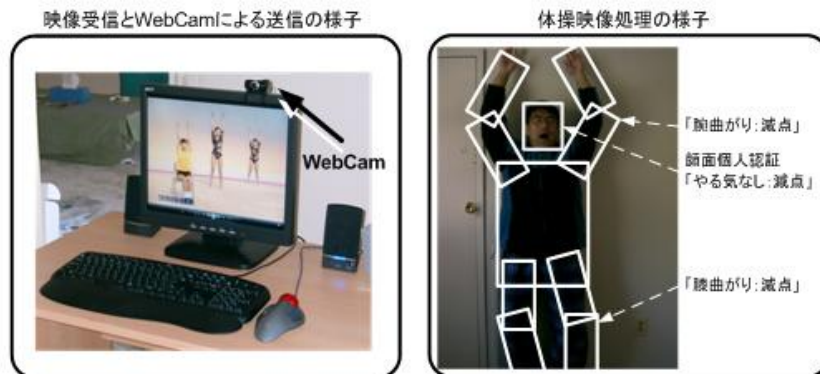 映像受信とWebCamによる送信の様子
WebCam
体操映像処理の様子
「腕曲がり:減点」
顔面個人認証
「やる気なし:減点」
「膝曲がり:減点」